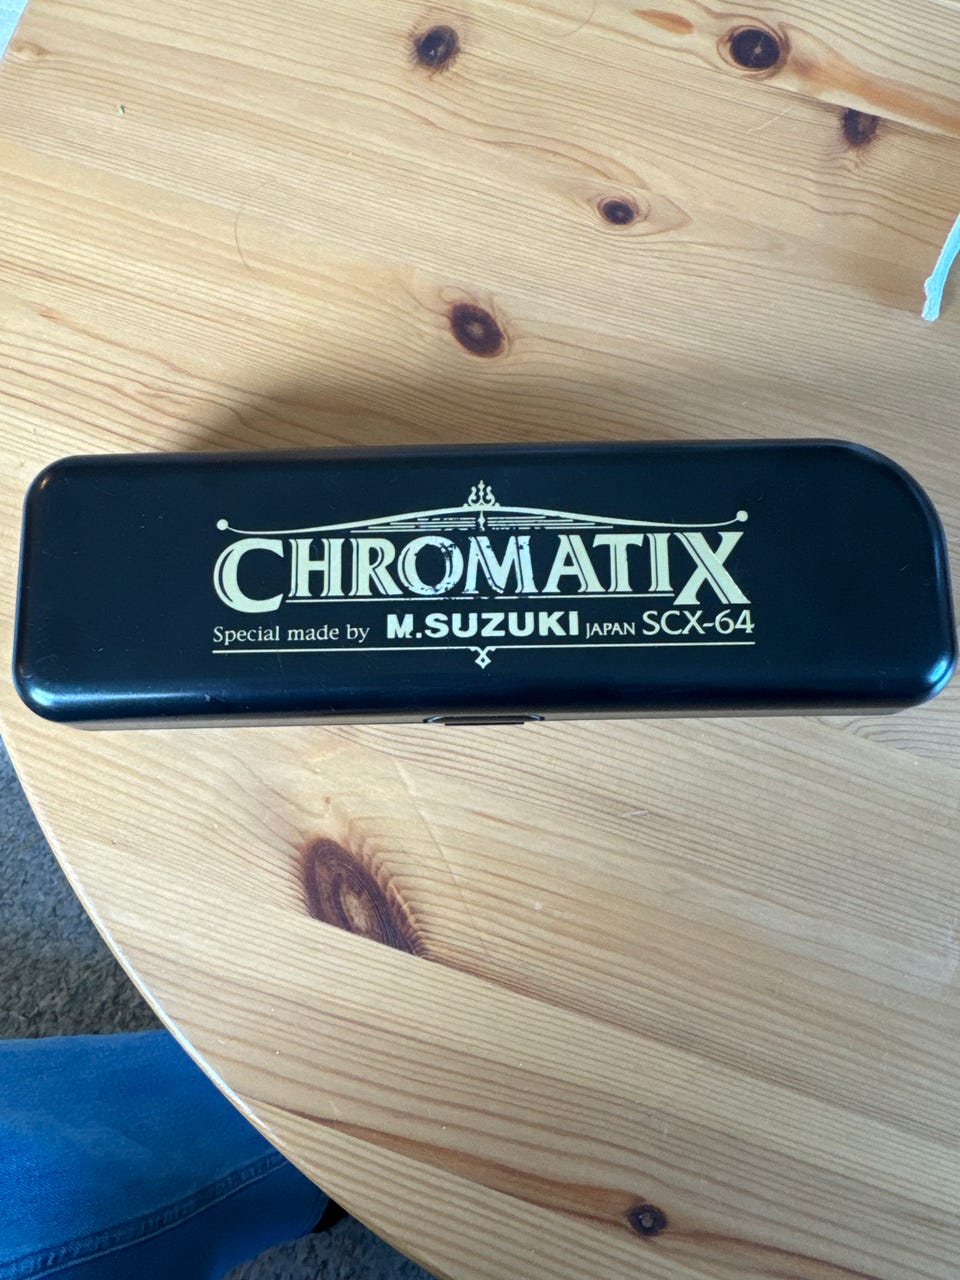 CHROMATIX
Special made by M.SUZUKI JAPAN SCX-64